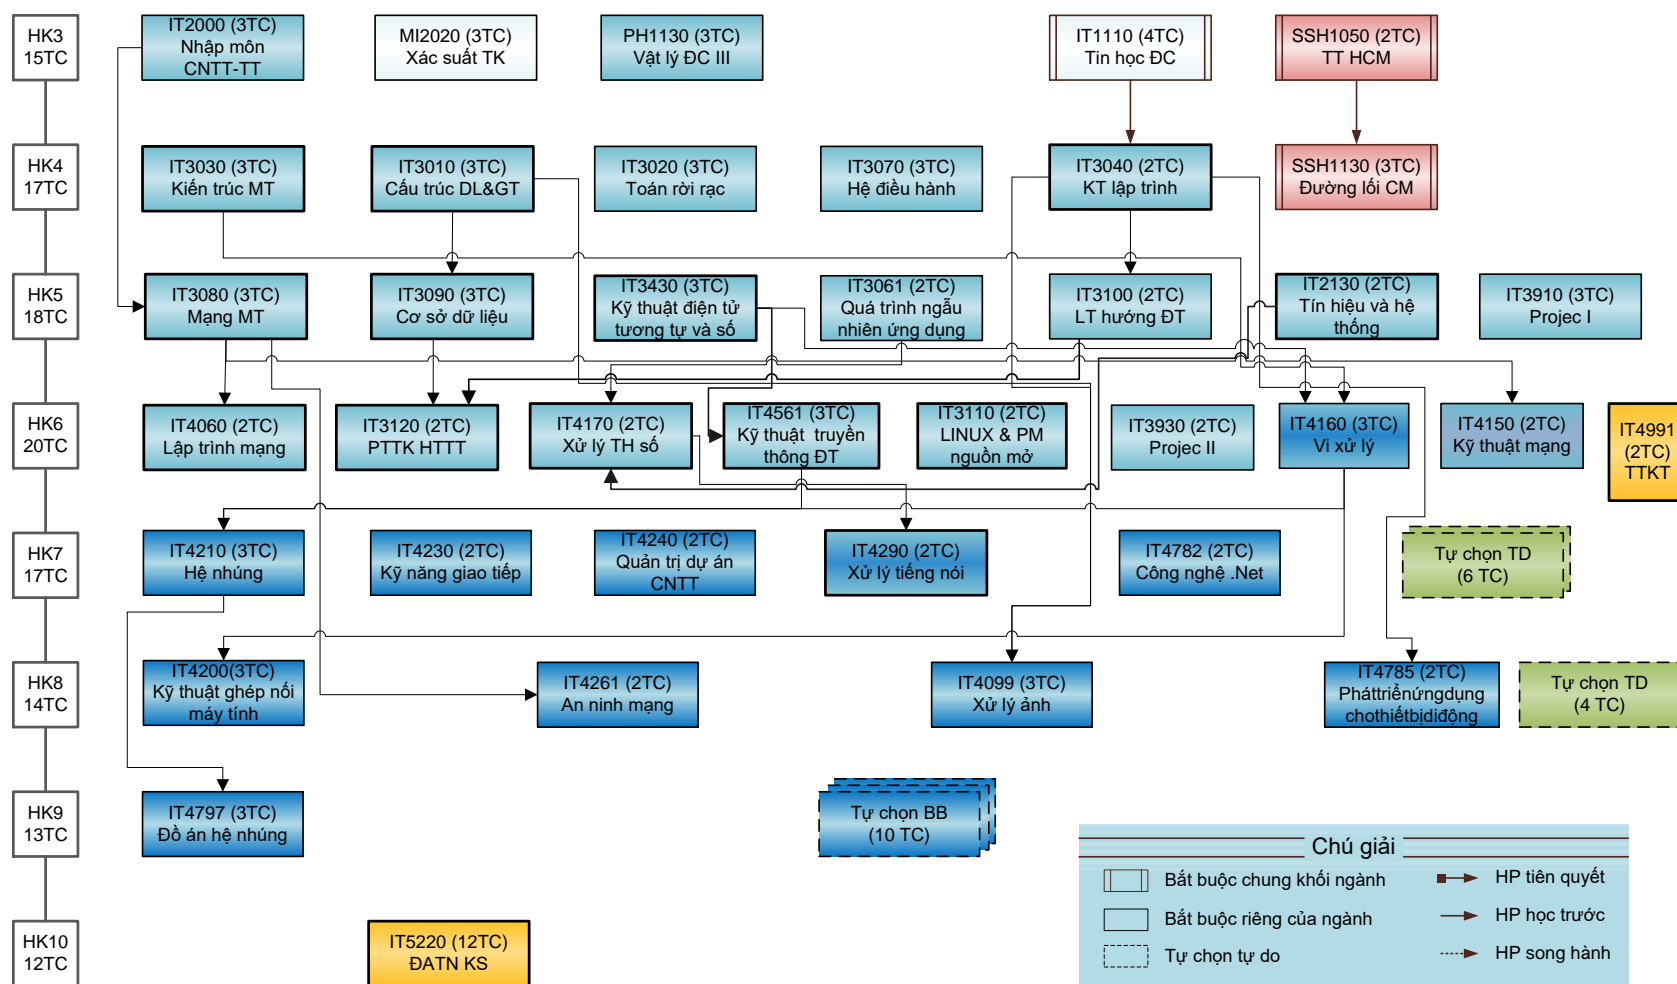 HK3
15TC
IT2000 (3TC)
Nhập môn
CNTT-TT
MI2020 (3TC)
Xác suất TK
PH1130 (3TC)
Vật lý ĐC III
IT1110 (4TC)
Tin học ĐC
SSH1050 (2TC)
TT HCM
HK4
17TC
IT3030 (3TC)
Kiến trúc MT
IT3010 (3TC)
Cấu trúc DL&GT
IT3020 (3TC)
Toán rời rạc
IT3070 (3TC)
Hệ điều hành
IT3040 (2TC)
KT lập trình
SSH1130 (3TC)
Đường lối CM
HK5
18TC
IT3080 (3TC)
Mạng MT
IT3090 (3TC)
Cơ sở dữ liệu
IT3430 (3TC)
Kỹ thuật điện tử
tương tự và số
IT3061 (2TC)
Quá trình ngẫu
nhiên ứng dụng
IT3100 (2TC)
LT hướng ĐT
IT2130 (2TC)
Tín hiệu và hệ
thống
IT3910 (3TC)
Projec I
HK6
20TC
IT4060 (2TC)
Lập trình mạng
IT3120 (2TC)
PTTK HTTT
IT4170 (2TC)
Xử lý TH số
IT4561 (3TC)
Kỹ thuật truyền
thông ĐT
IT3110 (2TC)
LINUX & PM
nguồn mở
IT3930 (2TC)
Projec II
IT4160 (3TC)
Vi xử lý
IT4150 (2TC)
Kỹ thuật mạng
IT4991
(2TC)
TTKT
HK7
17TC
IT4210 (3TC)
Hệ nhúng
IT4230 (2TC)
Kỹ năng giao tiếp
IT4240 (2TC)
Quản trị dự án
CNTT
IT4290 (2TC)
Xử lý tiếng nói
IT4782 (2TC)
Công nghệ .Net
Tự chọn TD
(6 TC)
HK8
14TC
IT4200(3TC)
Kỹ thuật ghép nối
máy tính
IT4261 (2TC)
An ninh mạng
IT4099 (3TC)
Xử lý ảnh
IT4785 (2TC)
Pháttriểnứngdụng
chothiếtbịdiđộng
Tự chọn TD
(4 TC)
HK9
13TC
IT4797 (3TC)
Đồ án hệ nhúng
Tự chọn BB
(10 TC)
HK10
12TC
IT5220 (12TC)
ĐATN KS
Chú giải
Bắt buộc chung khối ngành
HP tiên quyết
Bắt buộc riêng của ngành
HP học trước
Tự chọn tự do
HP song hành